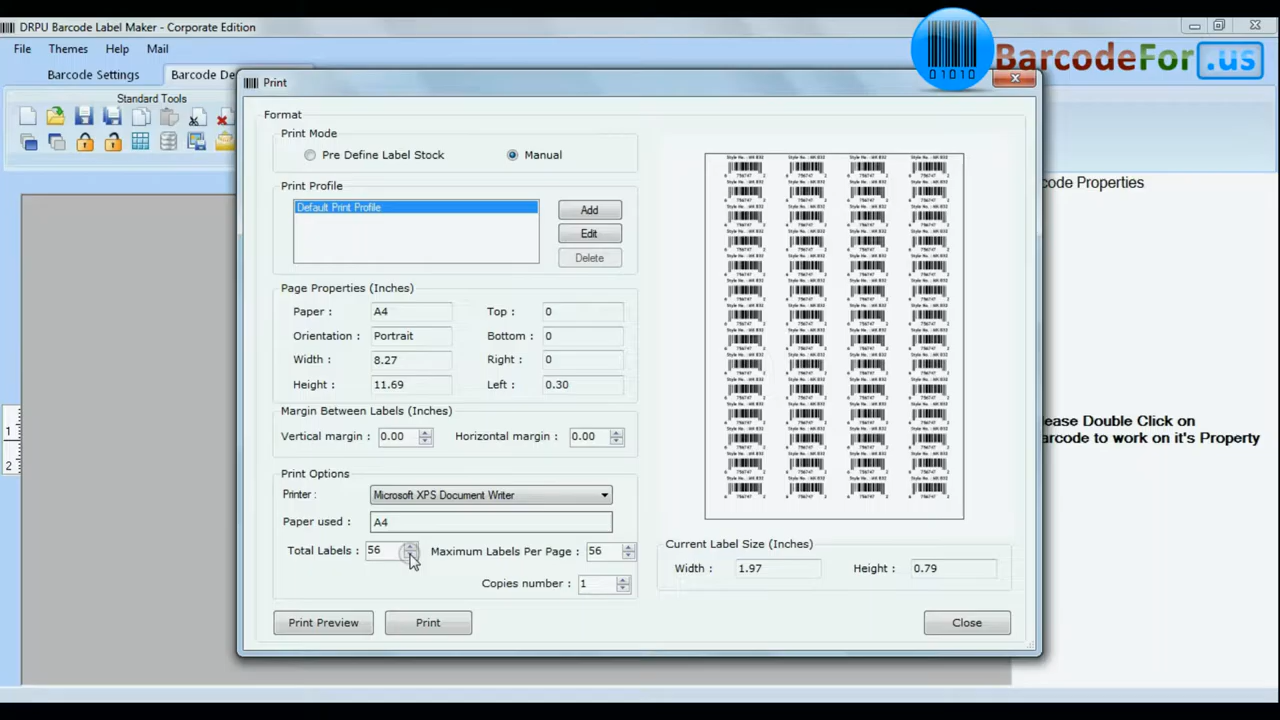 DRPU Barcode Label Maker - Corporate Edition
File Themes Help Mail
01010
BarcodeFor.us
Barcode Settings Barcode De
Print
Standard Tools
Format
Print Mode
Pre Define Label Stock Manual
Print Profile
Default Print Profile
Add
Edit
Delete
code Properties
Page Properties (Inches)
Paper : A4 Top : 0
Orientation : Portrait Bottom : 0
Width : 8.27 Right : 0
Height : 11.69 Left : 0.30
Margin Between Labels (Inches)
Vertical margin : 0.00 Horizontal margin : 0.00
1
2
ease Double Click on
arcode to work on it's Property
Print Options
Printer : Microsoft XPS Document Writer
Paper used : A4
Total Labels : 56 Maximum Labels Per Page : 56
Copies number : 1
Current Label Size (Inches)
Width : 1.97 Height : 0.79
Print Preview Print Close